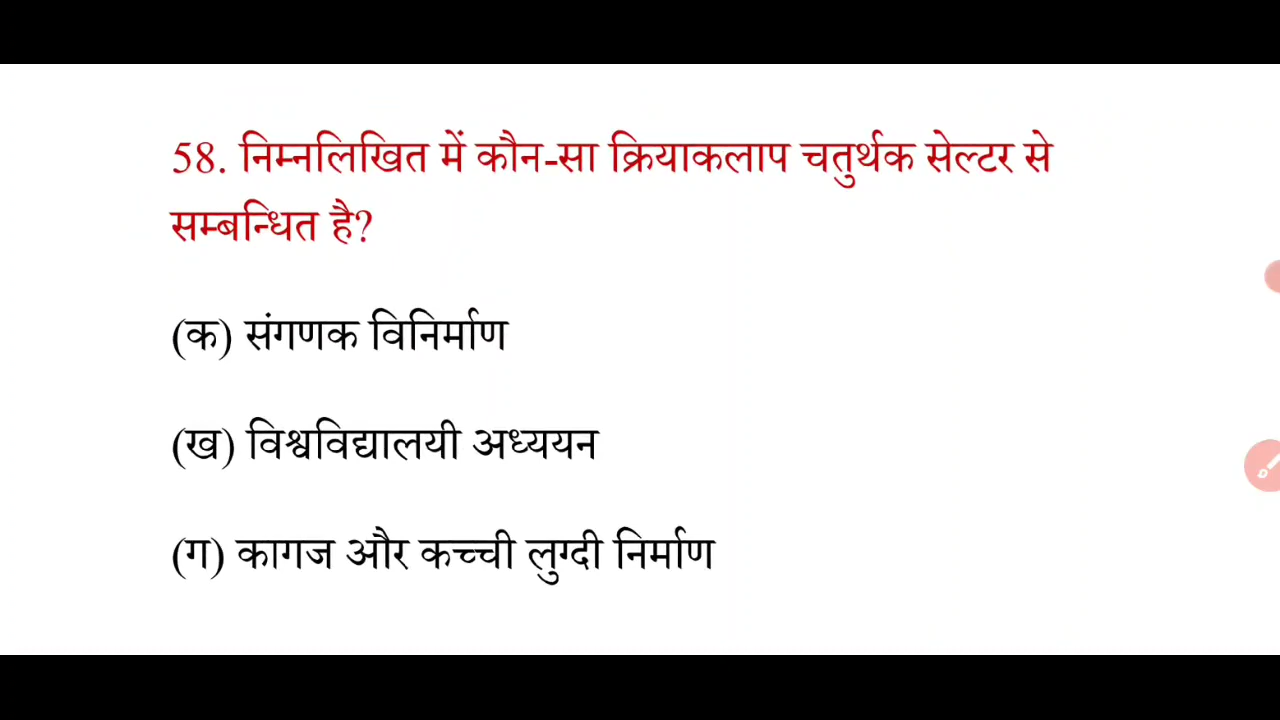 58. निम्नलिखित में कौन-सा क्रियाकलाप चतुर्थक सेल्टर से
सम्बन्धित है?
(क) संगणक विनिर्माण
(ख) विश्वविद्यालयी अध्ययन
(ग) कागज और कच्ची लुग्दी निर्माण